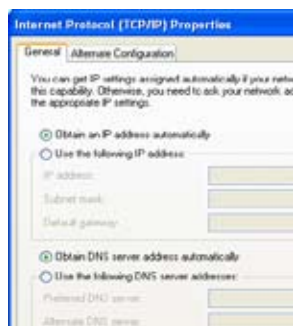 Internet Protocol (TCP/IP) Properties
General
Alternate Configuration
You can get IP settings assigned automatically if your netw
this capability. Otherwise, you need to ask your network ad
the appropriate IP settings.
Obtain an IP address automatically
Use the following IP address:
IP address:
Subnet mask:
Default gateway:
Obtain DNS server address automatically
Use the following DNS server addresses:
Preferred DNS server:
Alternate DNS server: